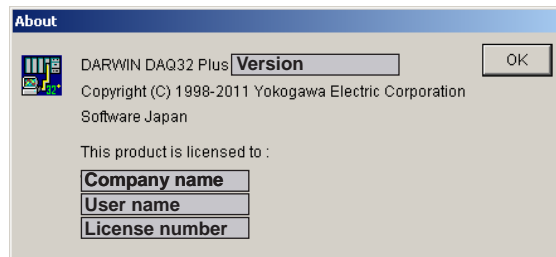 About
DARWIN DAQ32 Plus Version
OK
Copyright (C) 1998-2011 Yokogawa Electric Corporation
Software Japan
This product is licensed to :
Company name
User name
License number
32+